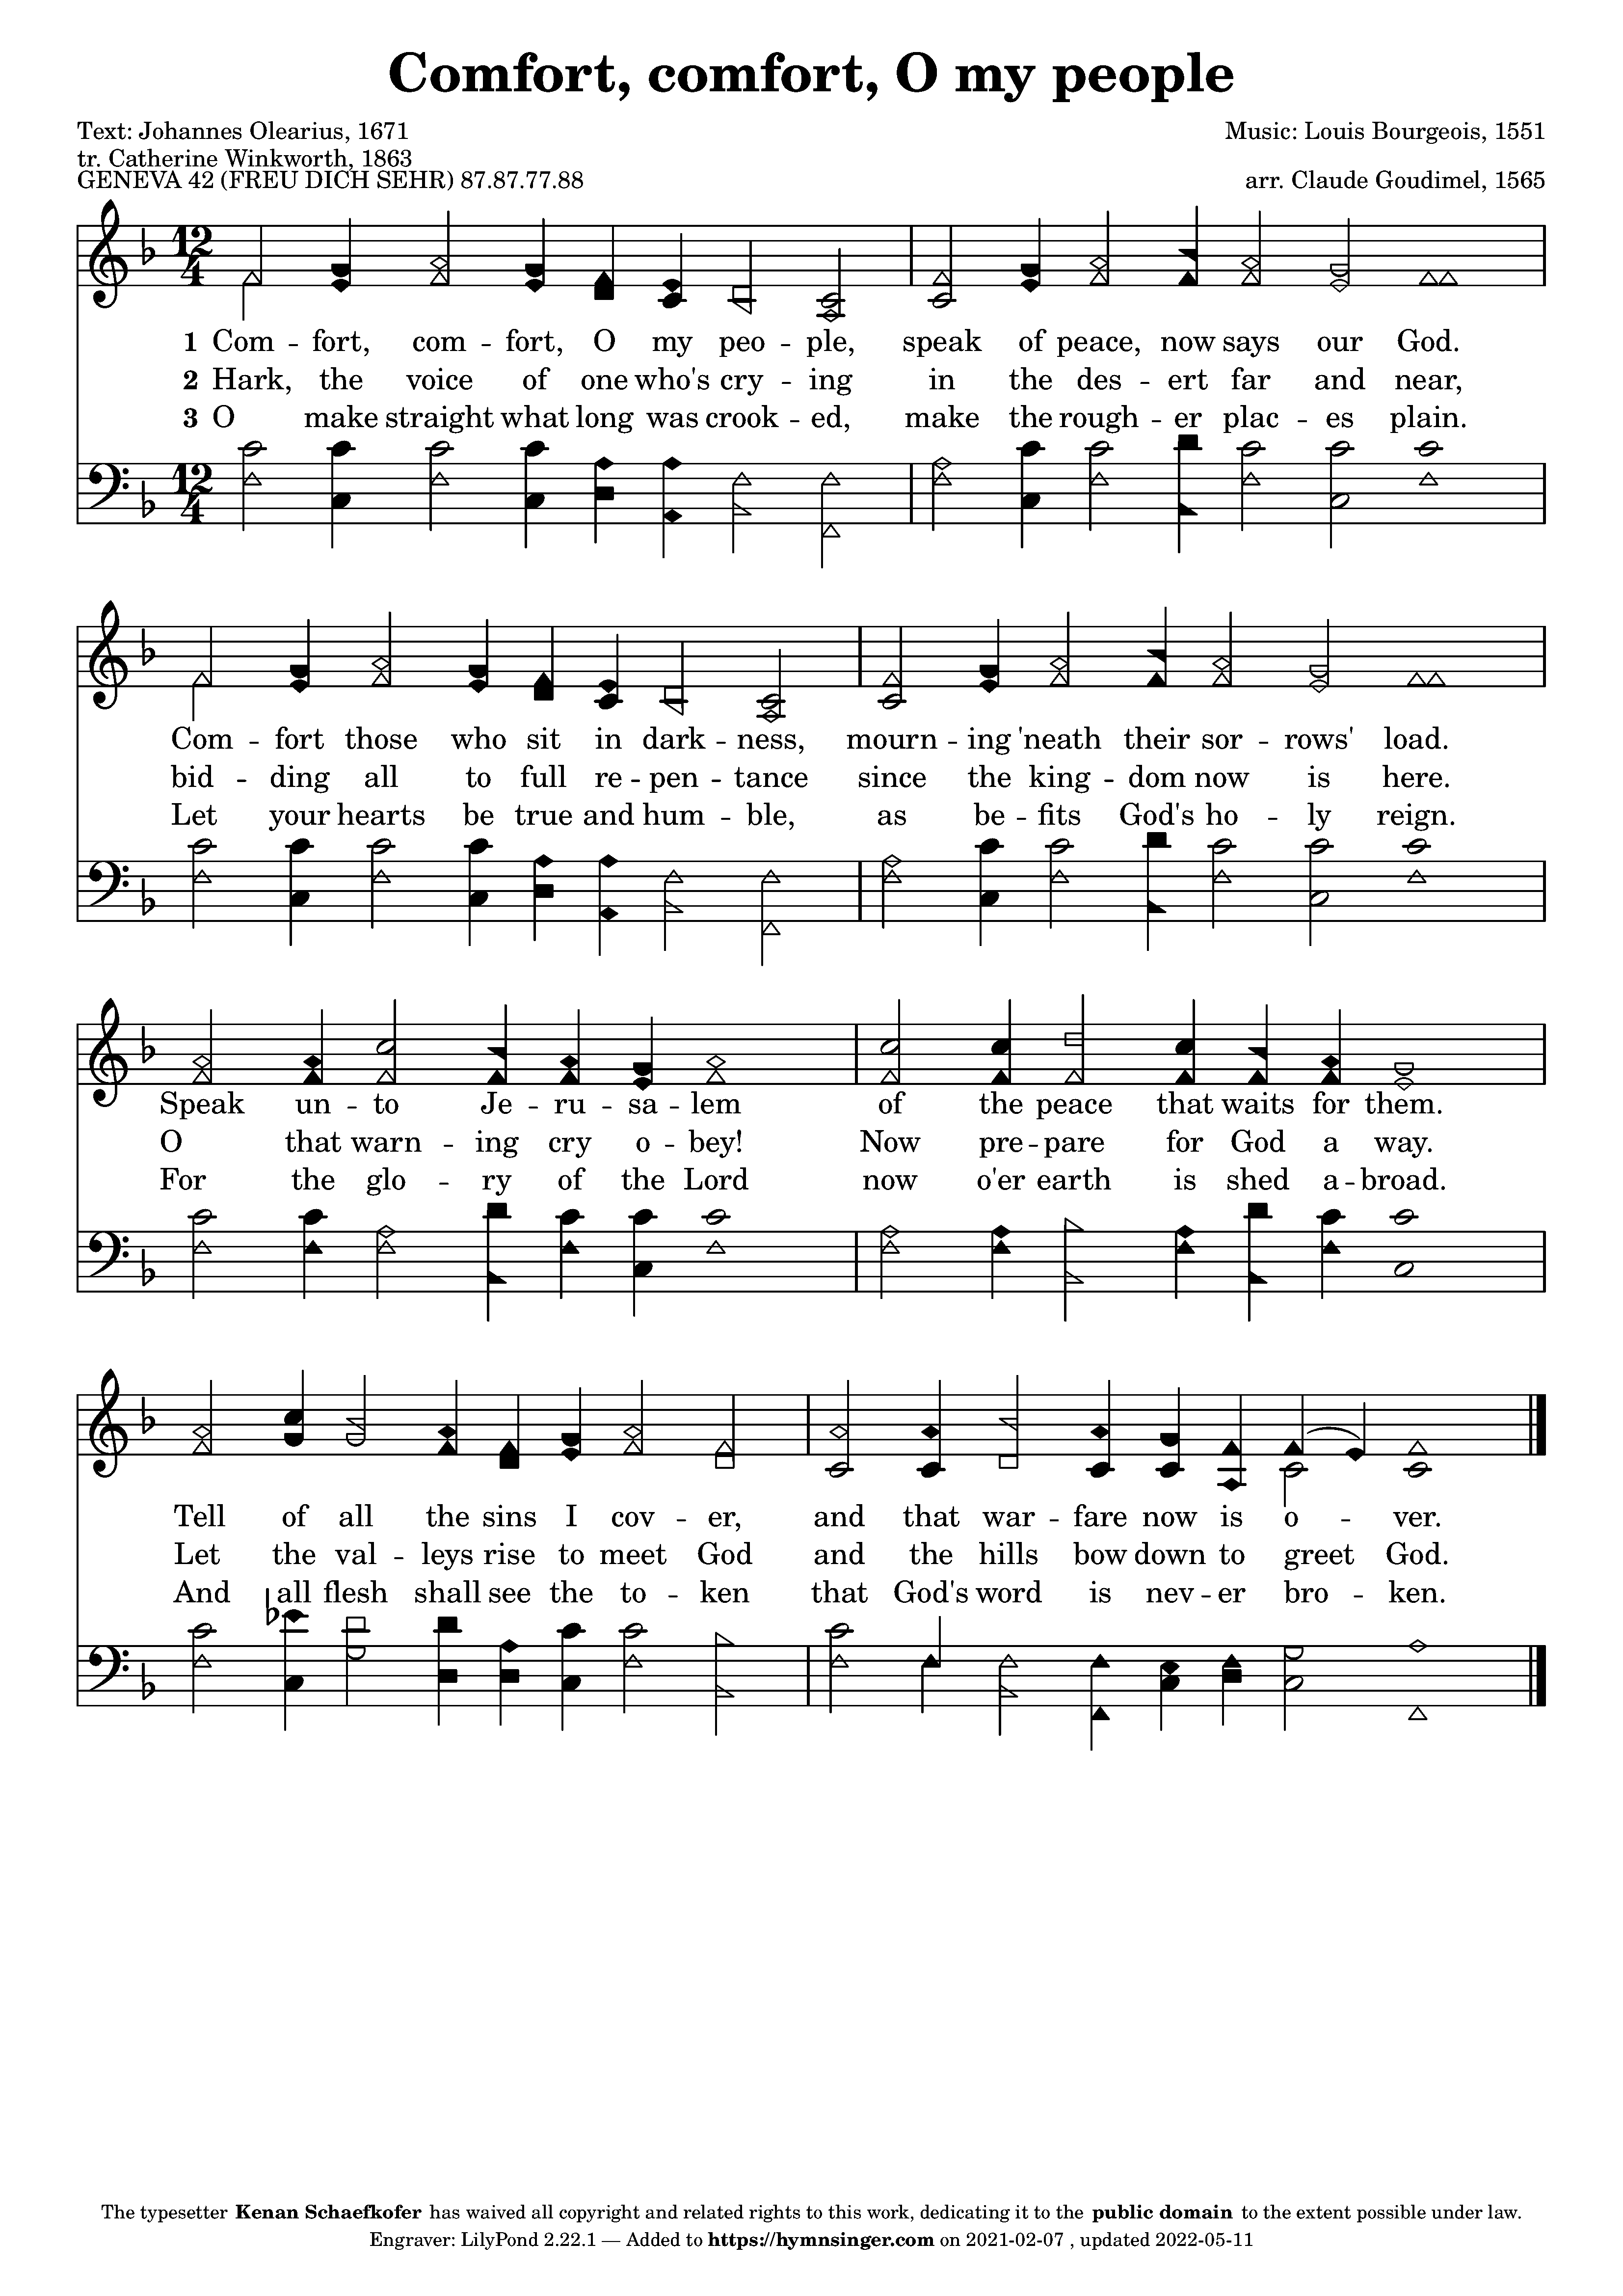 Comfort, comfort, O my people
Text: Johannes Olearius, 1671
Music: Louis Bourgeois, 1551
tr. Catherine Winkworth, 1863
GENEVA 42 (FREU DICH SEHR) 87.87.77.88
arr. Claude Goudimel, 1565
12
4
1 Com -- fort, com -- fort, O my peo -- ple, speak of peace, now says our God.
2 Hark, the voice of one who's cry -- ing in the des -- ert far and near,
3 O make straight what long was crook -- ed, make the rough -- er plac -- es plain.
12
4
Com -- fort those who sit in dark -- ness, mourn -- ing 'neath their sor -- rows' load.
bid -- ding all to full re -- pen -- tance since the king -- dom now is here.
Let your hearts be true and hum -- ble, as be -- fits God's ho -- ly reign.
Speak un -- to Je -- ru -- sa -- lem of the peace that waits for them.
O that warn -- ing cry o -- bey! Now pre -- pare for God a way.
For the glo -- ry of the Lord now o'er earth is shed a -- broad.
Tell of all the sins I cov -- er, and that war -- fare now is o -- ver.
Let the val -- leys rise to meet God and the hills bow down to greet God.
And all flesh shall see the to -- ken that God's word is nev -- er bro -- ken.
The typesetter Kenan Schaefkofer has waived all copyright and related rights to this work, dedicating it to the public domain to the extent possible under law.
Engraver: LilyPond 2.22.1 — Added to https://hymnsinger.com on 2021-02-07 , updated 2022-05-11